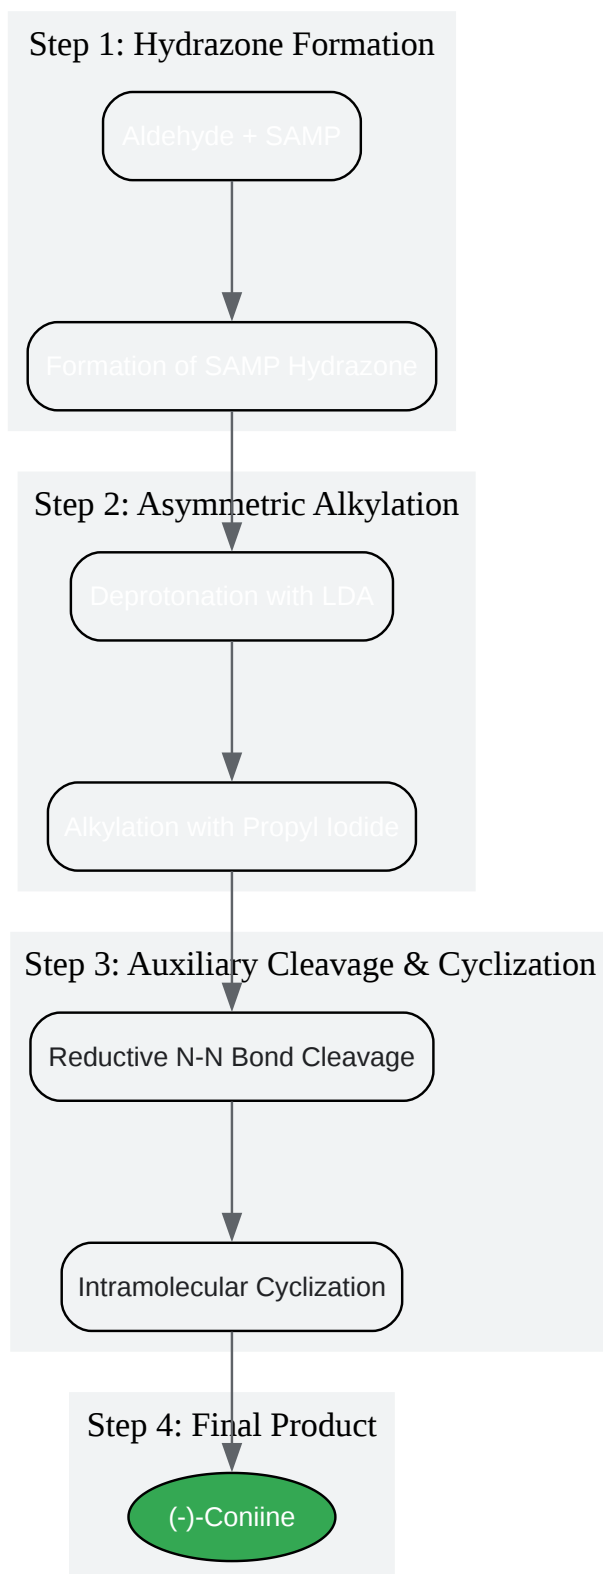 Step 1: Hydrazone Formation
Aldehyde + SAMP
Formation of SAMP Hydrazone
Step 2: Asymmetric Alkylation
Deprotonation with LDA
Alkylation with Propyl Iodide
Step 3: Auxiliary Cleavage & Cyclization
Reductive N-N Bond Cleavage
Intramolecular Cyclization
Step 4: Final Product
(-)-Coniine